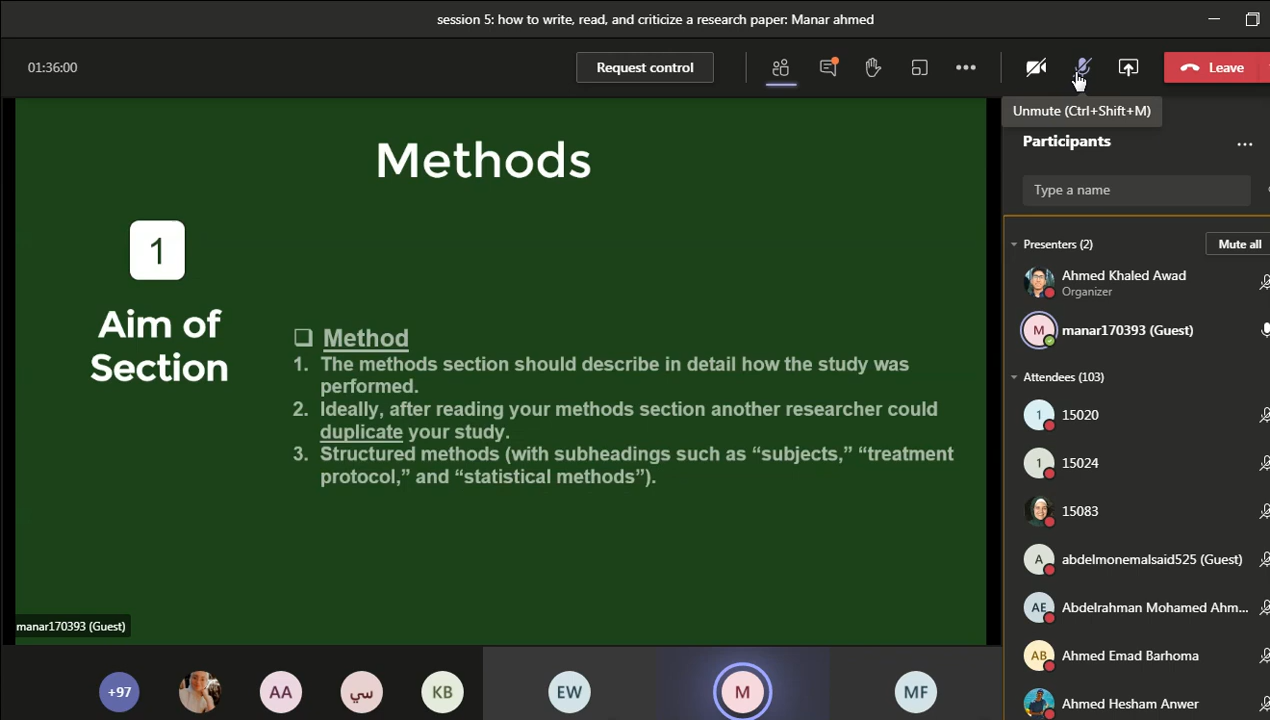 session 5: how to write, read, and criticize a research paper: Manar ahmed
01:36:00
Request control
Leave
Unmute (Ctrl+Shift+M)
Methods
1
Aim of
Section
Method
1. The methods section should describe in detail how the study was
performed.
2. Ideally, after reading your methods section another researcher could
duplicate your study.
3. Structured methods (with subheadings such as “subjects,” “treatment
protocol,” and “statistical methods”).
manar170393 (Guest)
Participants
Type a name
Presenters (2)
Mute all
Ahmed Khaled Awad
Organizer
M
manar170393 (Guest)
Attendees (103)
1
15020
1
15024
15083
A
abdelmonemalsaid525 (Guest)
AE
Abdelrahman Mohamed Ahm...
AB
Ahmed Emad Barhoma
Ahmed Hesham Anwer
+97
AA
سي
KB
EW
M
MF